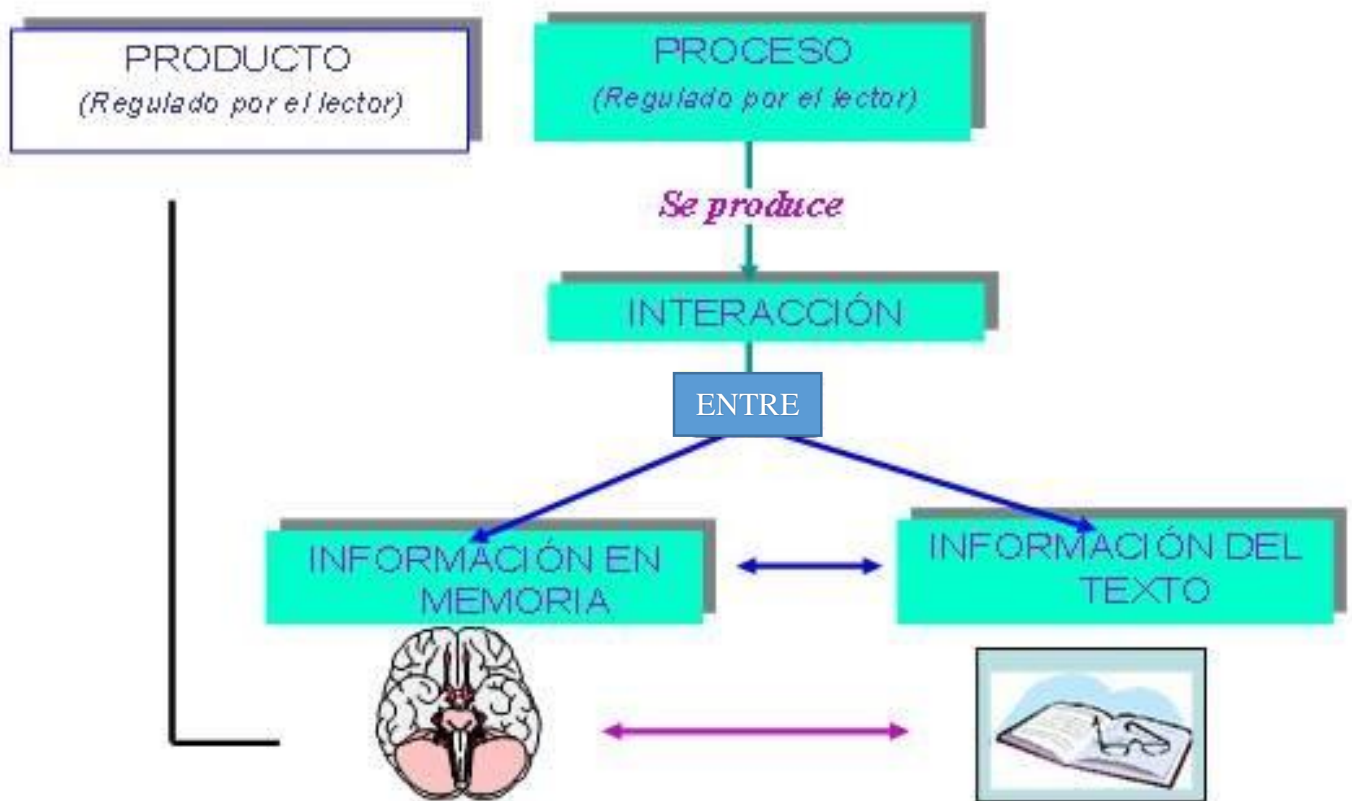 PRODUCTO
(Regulado por el lector)
PROCESO
(Regulado por el lector)
Se produce
INTERACCIÓN
ENTRE
INFORMACIÓN EN
MEMORIA
INFORMACIÓN DEL
TEXTO